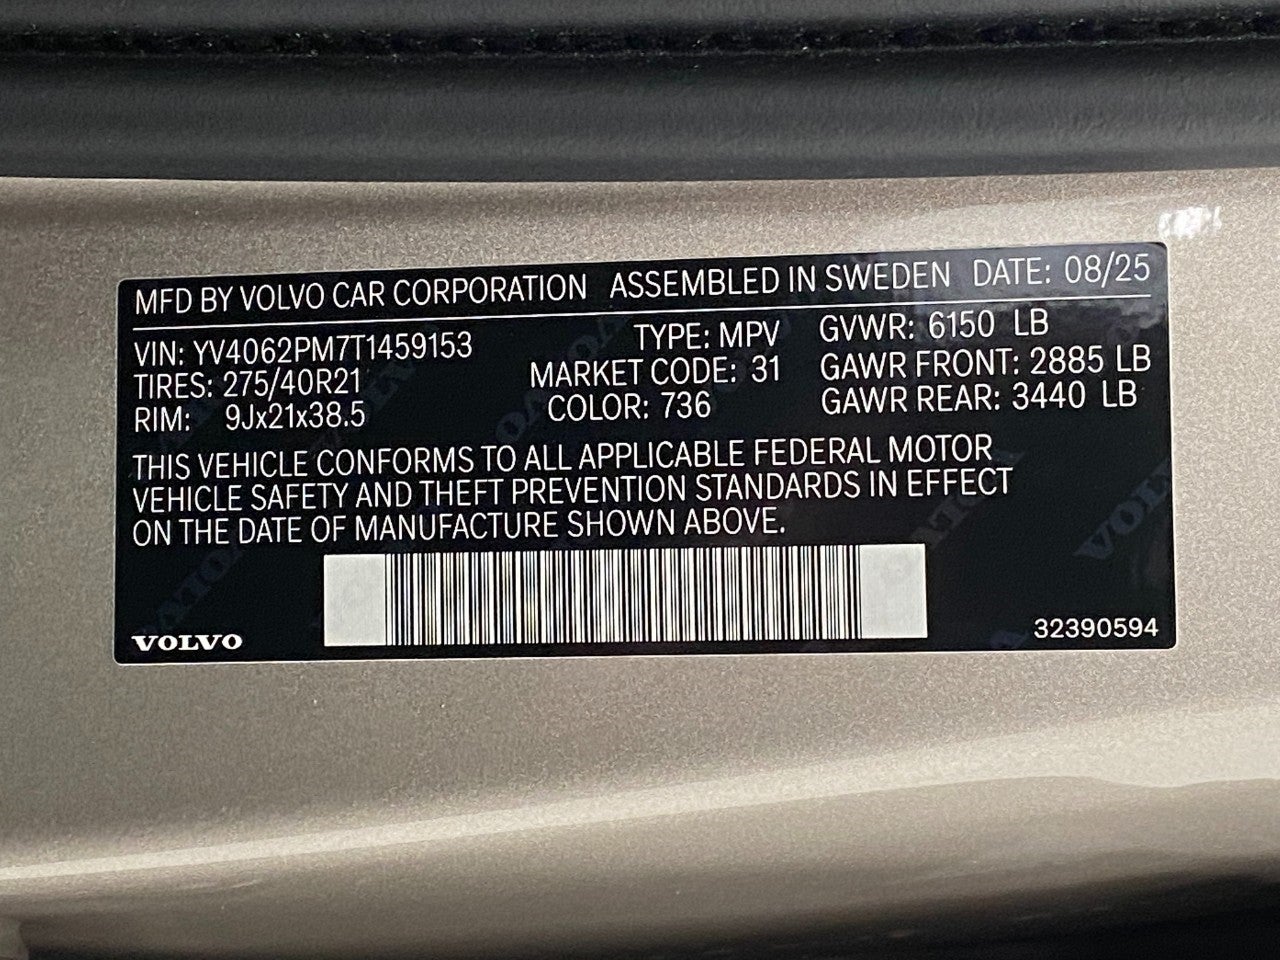 MFD BY VOLVO CAR CORPORATION ASSEMBLED IN SWEDEN DATE: 08/25
VIN: YV4062PM7T1459153 TYPE: MPV GVWR: 6150 LB
TIRES: 275/40R21 MARKET CODE: 31 GAWR FRONT: 2885 LB
RIM: 9Jx21x38.5 COLOR: 736 GAWR REAR: 3440 LB
THIS VEHICLE CONFORMS TO ALL APPLICABLE FEDERAL MOTOR
VEHICLE SAFETY AND THEFT PREVENTION STANDARDS IN EFFECT
ON THE DATE OF MANUFACTURE SHOWN ABOVE.
VOLVO 32390594